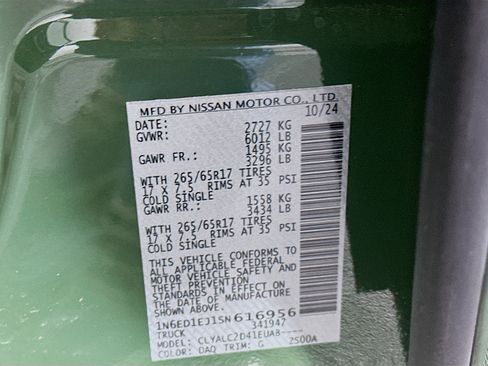 MFD BY NISSAN MOTOR CO., LTD.
DATE: 10/24
GVWR: 2727 KG
6012 LB
GAWR FR.: 1495 KG
3296 LB
WITH 265/65R17 TIRES
17 X 7.5 RIMS AT 35 PSI
COLD SINGLE
GAWR RR.: 1558 KG
3434 LB
WITH 265/65R17 TIRES
17 X 7.5 RIMS AT 35 PSI
COLD SINGLE
THIS VEHICLE CONFORMS TO
ALL APPLICABLE FEDERAL
MOTOR VEHICLE SAFETY AND
THEFT PREVENTION
STANDARDS IN EFFECT ON
THE DATE OF MANUFACTURE
SHOWN ABOVE.
1N6ED1EJ1SN616956
TRUCK 341947
MODEL: CLYALC2D41EUAB----
COLOR: DAQ TRIM: G 2S00A